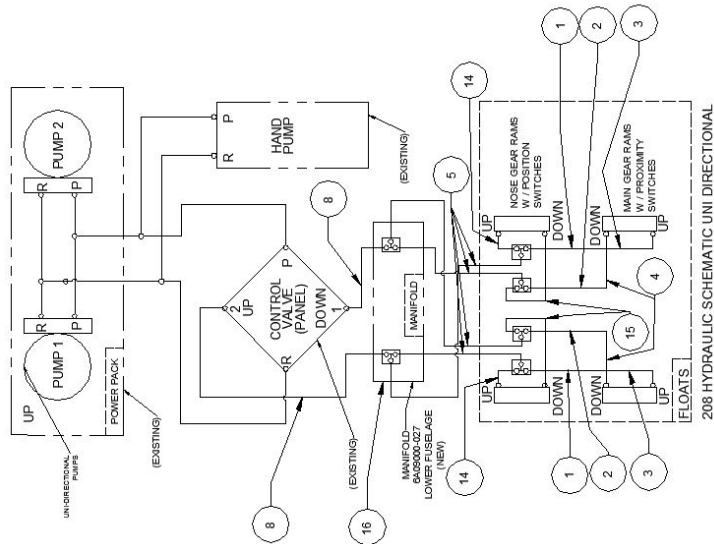 UNI-DIRECTIONAL
PUMPS
UP
PUMP 1
R
P
PUMP 2
R
P
POWER PACK
(EXISTING)
R
P
HAND
PUMP
(EXISTING)
2
UP
CONTROL
VALVE
(PANEL)
DOWN
1
R
P
(EXISTING)
8
8
MANIFOLD
16
MANIFOLD
6A09000-027
LOWER FUSELAGE
(NEW)
14
14
5
NOSE GEAR RAMS
W / POSITION
SWITCHES
UP
DOWN
UP
DOWN
15
MAIN GEAR RAMS
W / PROXIMITY
SWITCHES
DOWN
UP
DOWN
UP
4
1
2
3
1
2
3
FLOATS
208 HYDRAULIC SCHEMATIC UNI DIRECTIONAL